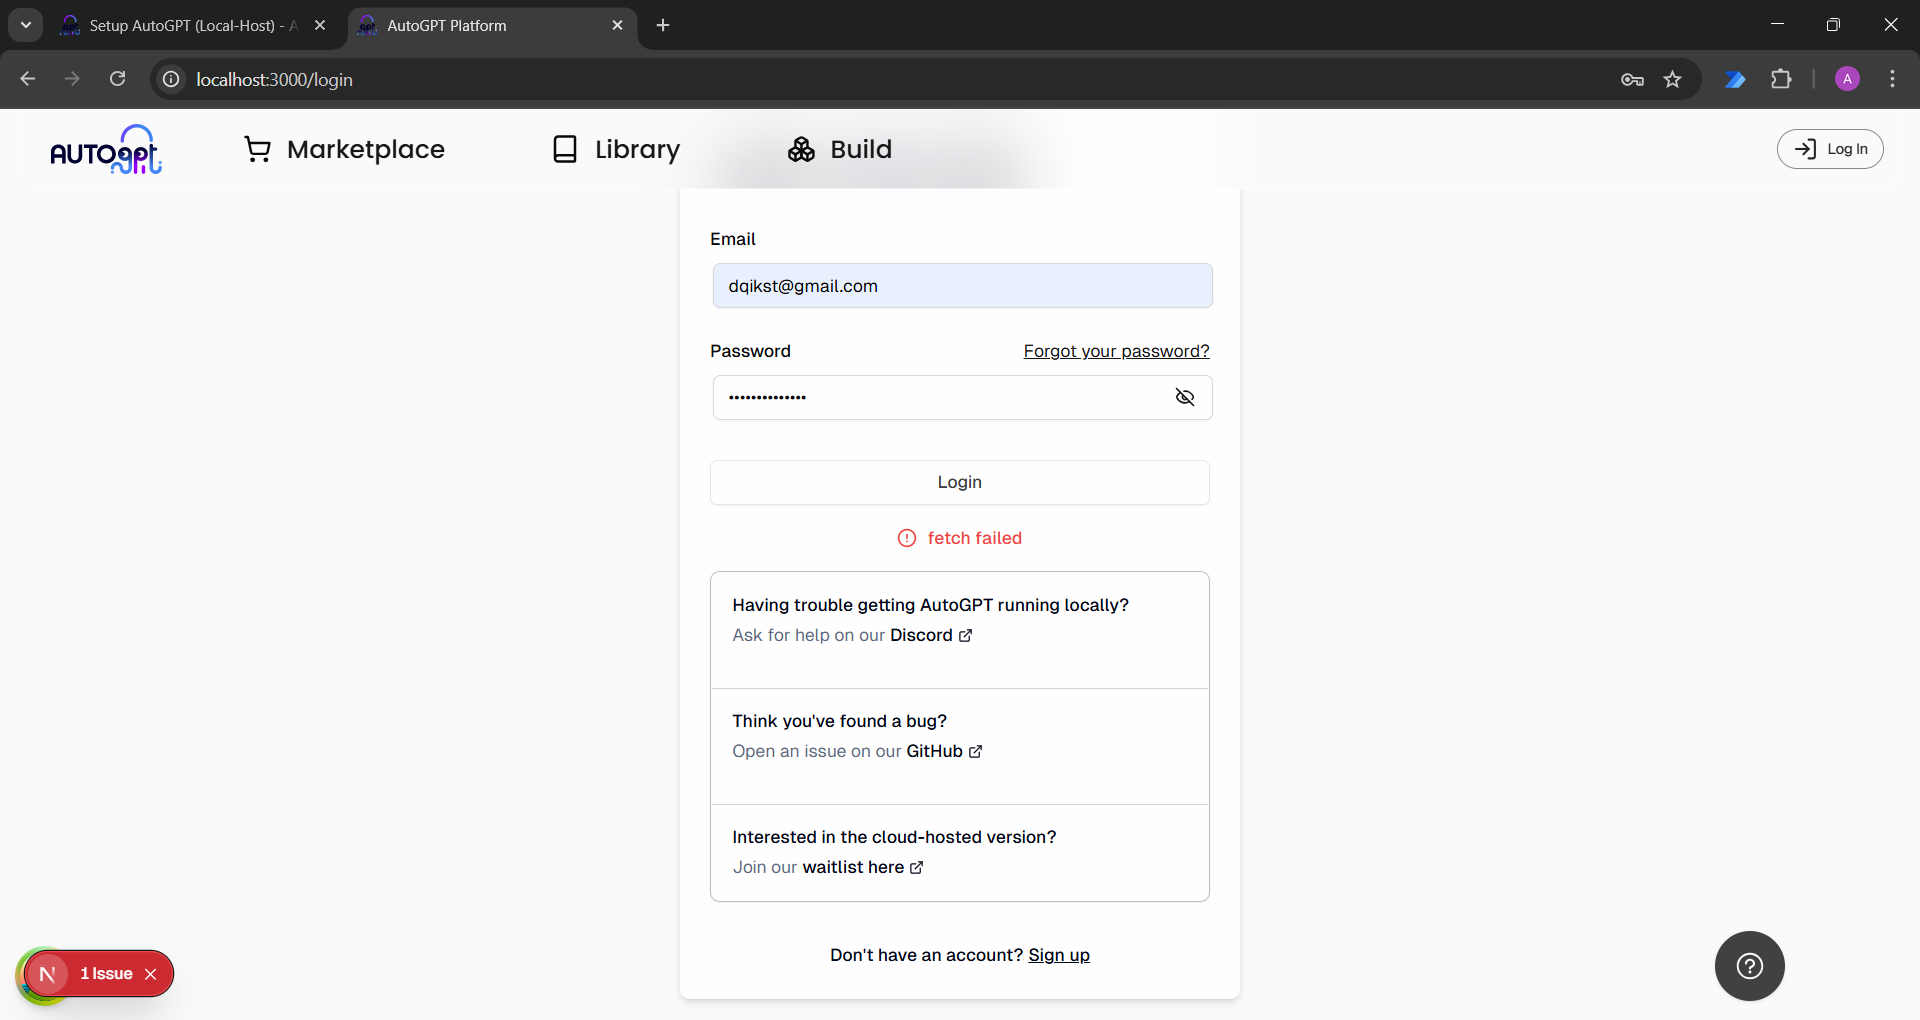 Setup AutoGPT (Local-Host) - A
AutoGPT Platform
localhost:3000/login
A
AUTOgpt
Marketplace
Library
Build
Log In
Email
dqikst@gmail.com
Password
Forgot your password?
••••••••••••••
Login
fetch failed
Having trouble getting AutoGPT running locally?
Ask for help on our Discord
Think you've found a bug?
Open an issue on our GitHub
Interested in the cloud-hosted version?
Join our waitlist here
Don't have an account? Sign up
N 1 Issue